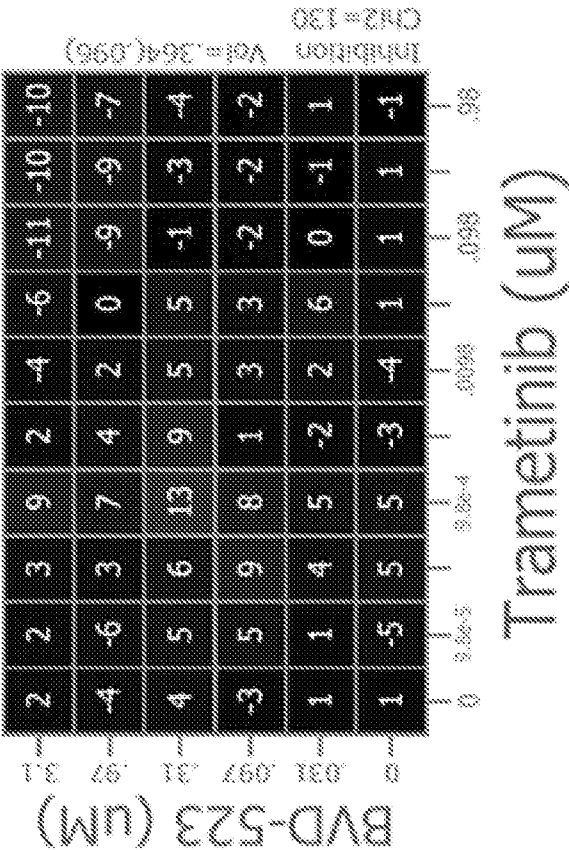 BVD-523 (uM)
3.1 2 2 3 9 2 -4 -6 -11 -10 -10
.97 -4 -6 3 7 4 2 0 -9 -9 -7
.31 4 5 6 13 9 5 5 -1 -3 -4
.097 -3 5 9 8 1 3 3 -2 -2 -2
.031 1 1 4 5 -2 2 6 0 -1 1
0 1 -5 5 5 -3 -4 1 1 1 -1
0 9.8e-5 9.8e-4 .0098 .098 .98
Trametinib (uM)
Inhibition Vol=.364(.096)
Chi2=130